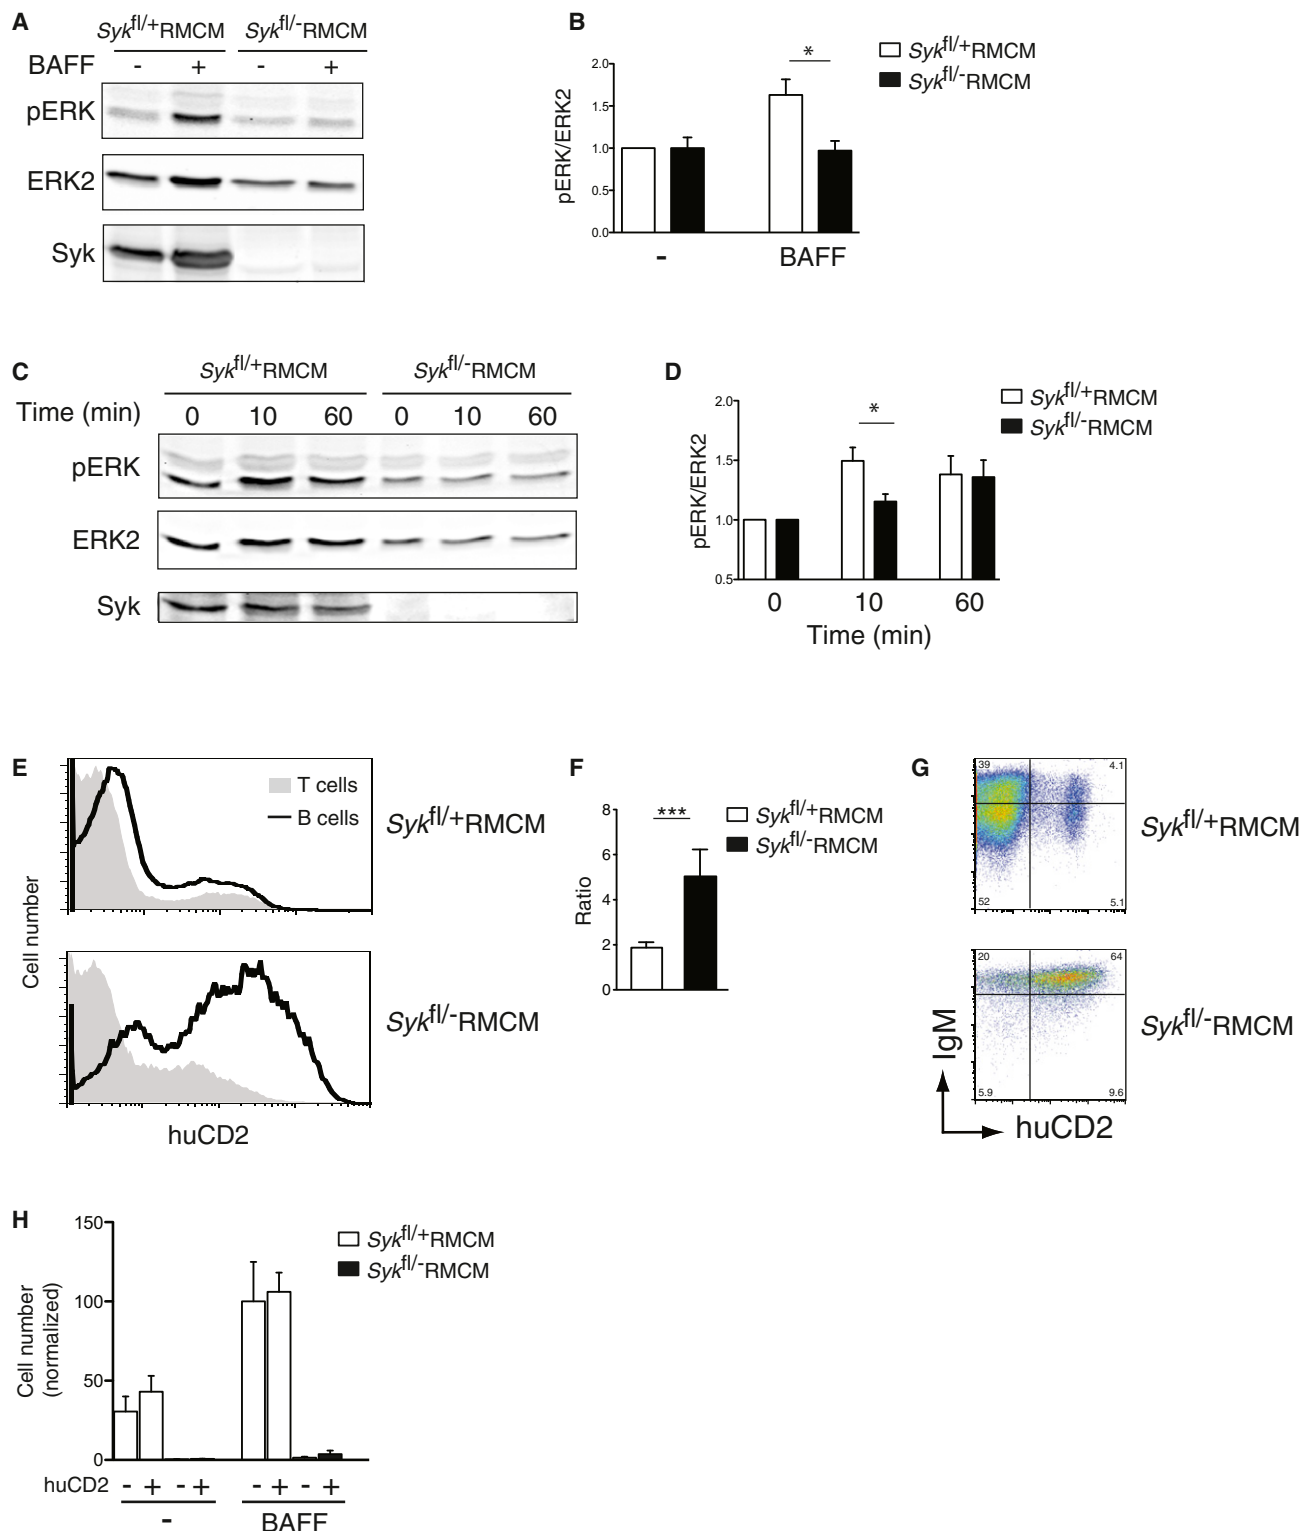 A
Syk^fl/+RMCM Syk^fl/-RMCM
BAFF - + - +
pERK
ERK2
Syk
B
Syk^fl/+RMCM
Syk^fl/-RMCM
*
pERK/ERK2
2.0
1.5
1.0
0.5
0.0
- BAFF
C
Syk^fl/+RMCM Syk^fl/-RMCM
Time (min) 0 10 60 0 10 60
pERK
ERK2
Syk
D
Syk^fl/+RMCM
Syk^fl/-RMCM
*
pERK/ERK2
2.0
1.5
1.0
0.5
0 10 60
Time (min)
E
T cells
B cells
Syk^fl/+RMCM
Cell number
Syk^fl/-RMCM
huCD2
F
Syk^fl/+RMCM
Syk^fl/-RMCM
***
Ratio
8
6
4
2
0
G
39 4.1
52 5.1
Syk^fl/+RMCM
20 64
5.9 9.6
Syk^fl/-RMCM
IgM
huCD2
H
Syk^fl/+RMCM
Syk^fl/-RMCM
Cell number
(normalized)
150
100
50
0
huCD2 - + - + - + - +
- BAFF